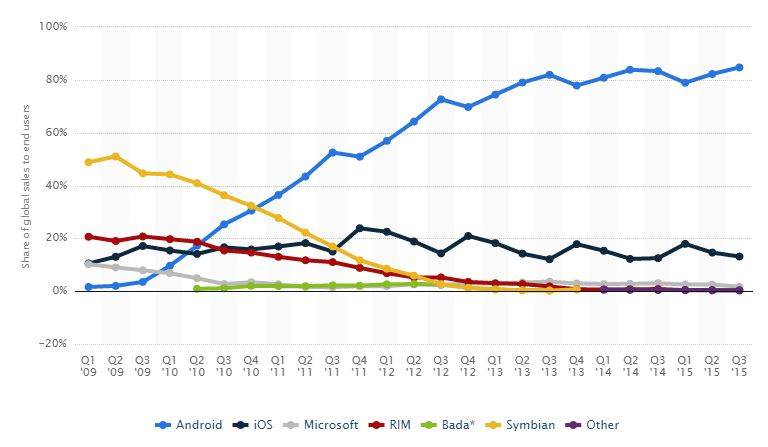 100%
80%
60%
40%
20%
0%
-20%
Share of global sales to end users
Q1 Q2 Q3 Q4 Q1 Q2 Q3 Q4 Q1 Q2 Q3 Q4 Q1 Q2 Q3 Q4 Q1 Q2 Q3 Q4 Q1 Q2 Q3 Q1 Q2 Q3
'09 '09 '09 '10 '10 '10 '10 '11 '11 '11 '11 '12 '12 '12 '12 '13 '13 '13 '13 '14 '14 '14 '15 '15 '15
Android iOS Microsoft RIM Bada* Symbian Other